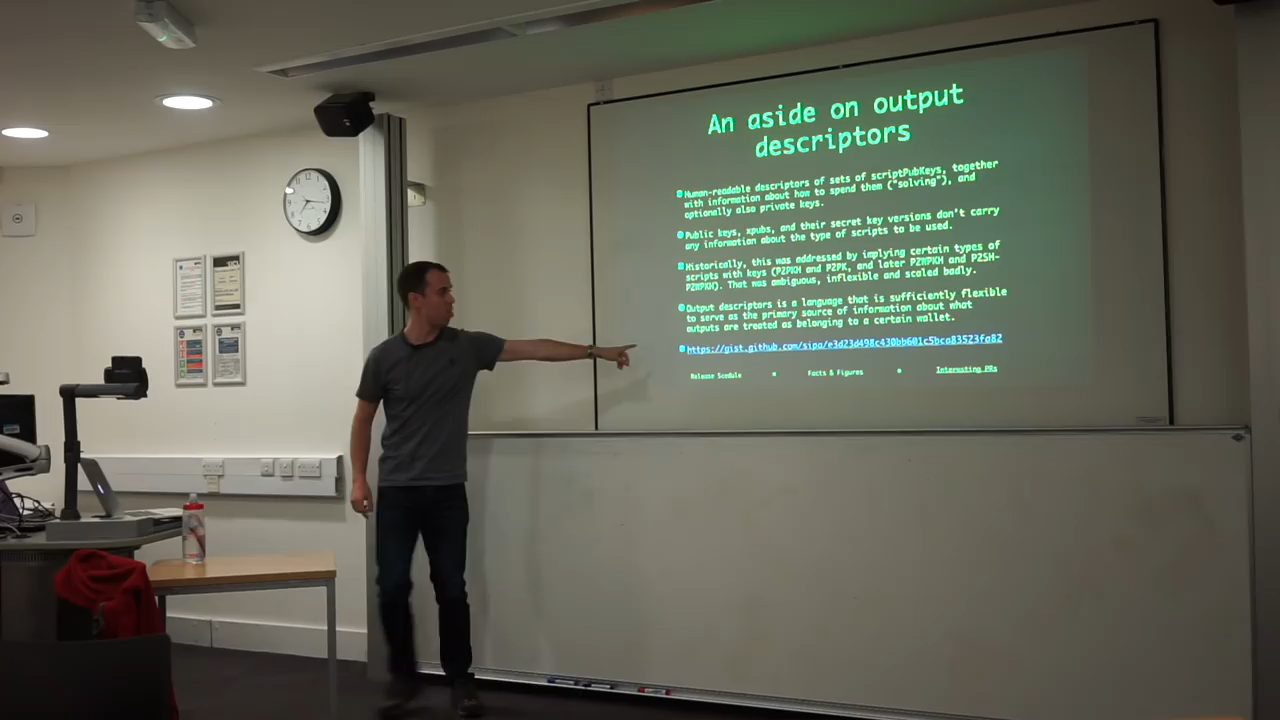 An aside on output
descriptors
Human-readable descriptors of sets of scriptPubKeys, together
with information about how to spend them ("solving"), and
optionally also private keys.
Public keys, xpubs, and their secret key versions don't carry
any information about the type of scripts to be used.
Historically, this was addressed by implying certain types of
scripts with keys (P2PKH and P2PK, and later P2WPKH and P2SH-
P2WPKH). That was ambiguous, inflexible and scaled badly.
Output descriptors is a language that is sufficiently flexible
to serve as the primary source of information about what
outputs are treated as belonging to a certain wallet.
https://gist.github.com/sipa/e3d23d498c430bb601c5bca83523fa82
Release Scedule • Facts & Figures • Interesting PRs